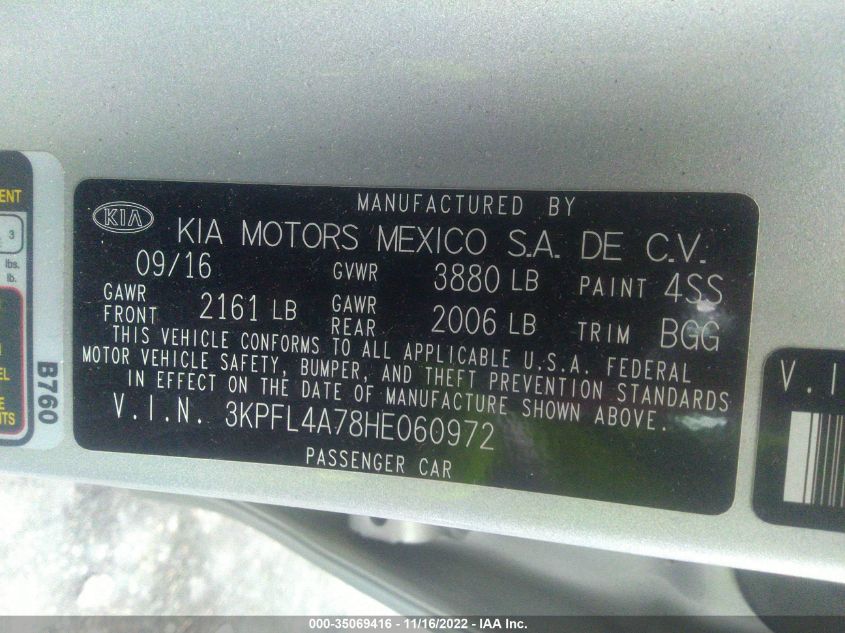 MANUFACTURED BY
KIA
KIA MOTORS MEXICO S.A. DE C.V.
09/16 GVWR 3880 LB PAINT 4SS
GAWR FRONT 2161 LB GAWR REAR 2006 LB TRIM BGG
THIS VEHICLE CONFORMS TO ALL APPLICABLE U.S.A. FEDERAL
MOTOR VEHICLE SAFETY, BUMPER, AND THEFT PREVENTION STANDARDS
IN EFFECT ON THE DATE OF MANUFACTURE SHOWN ABOVE.
V.I.N. 3KPFL4A78HE060972
PASSENGER CAR
3
lbs.
lb.
B760
V.I
000-35069416 - 11/16/2022 - IAA Inc.